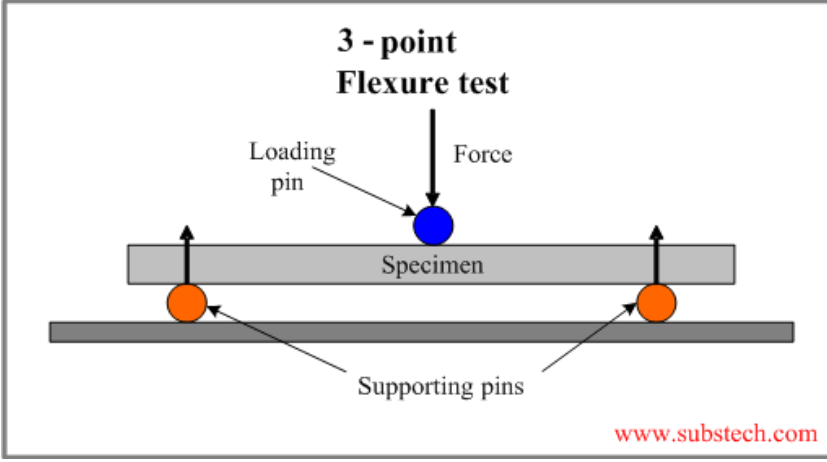 3 - point
Flexure test
Loading
pin
Force
Specimen
Supporting pins
www.substech.com